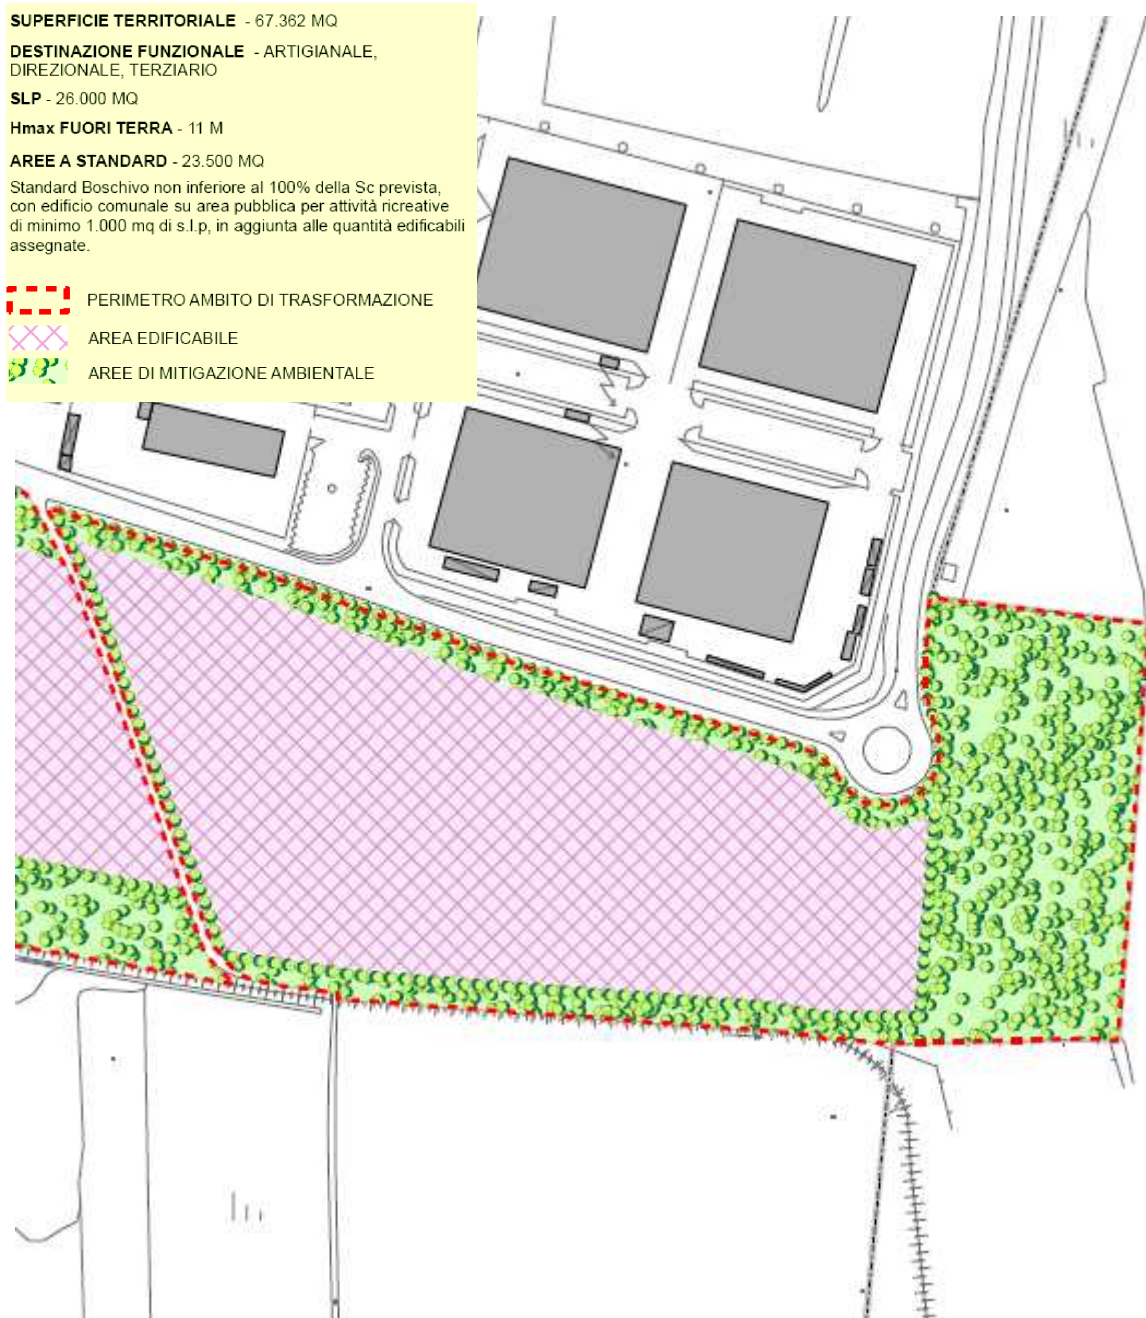 SUPERFICIE TERRITORIALE - 67.362 MQ
DESTINAZIONE FUNZIONALE - ARTIGIANALE,
DIREZIONALE, TERZIARIO
SLP - 26.000 MQ
Hmax FUORI TERRA - 11 M
AREE A STANDARD - 23.500 MQ
Standard Boschivo non inferiore al 100% della Sc prevista,
con edificio comunale su area pubblica per attività ricreative
di minimo 1.000 mq di s.l.p, in aggiunta alle quantità edificabili
assegnate.
PERIMETRO AMBITO DI TRASFORMAZIONE
AREA EDIFICABILE
AREE DI MITIGAZIONE AMBIENTALE